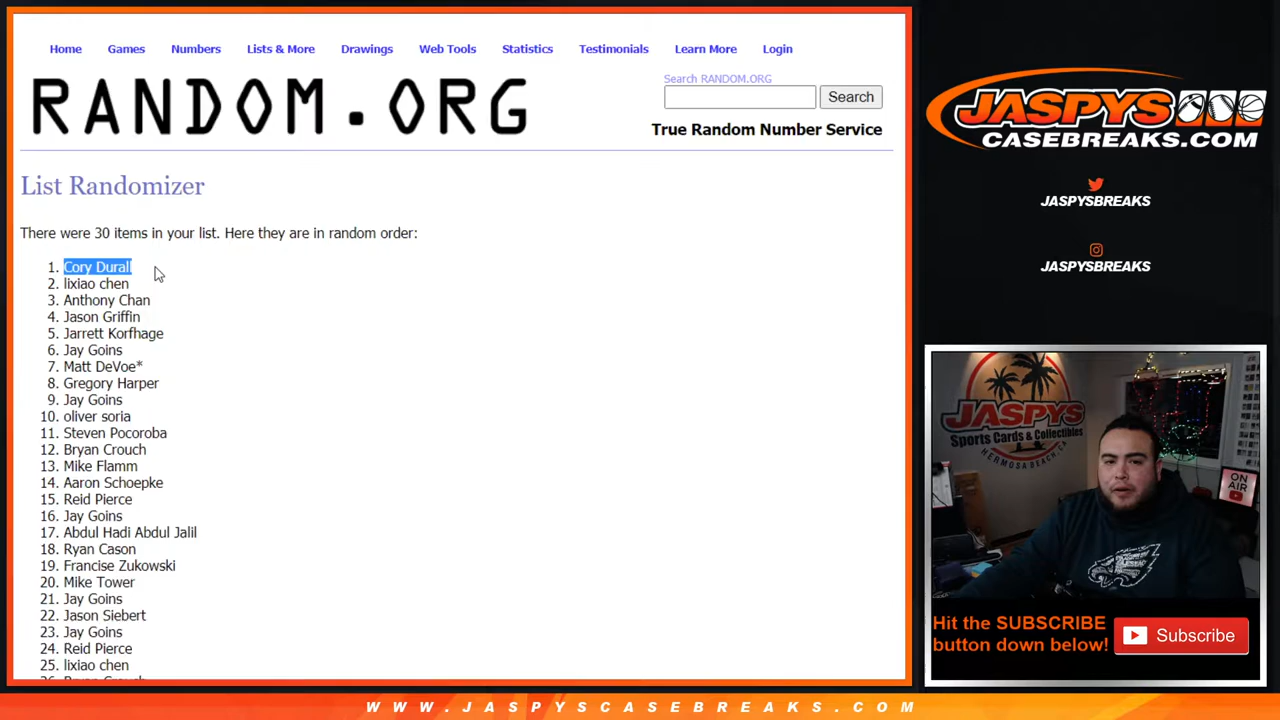 Home Games Numbers Lists & More Drawings Web Tools Statistics Testimonials Learn More Login
RANDOM.ORG
Search RANDOM.ORG
Search
True Random Number Service
List Randomizer
There were 30 items in your list. Here they are in random order:
1. Cory Durall
2. lixiao chen
3. Anthony Chan
4. Jason Griffin
5. Jarrett Korfhage
6. Jay Goins
7. Matt DeVoe*
8. Gregory Harper
9. Jay Goins
10. oliver soria
11. Steven Pocoroba
12. Bryan Crouch
13. Mike Flamm
14. Aaron Schoepke
15. Reid Pierce
16. Jay Goins
17. Abdul Hadi Abdul Jalil
18. Ryan Cason
19. Francise Zukowski
20. Mike Tower
21. Jay Goins
22. Jason Siebert
23. Jay Goins
24. Reid Pierce
25. lixiao chen
JASPYS
CASEBREAKS.COM
JASPYSBREAKS
JASPYSBREAKS
JASPYS
Sports Cards & Collectibles
HERMOSA BEACH, CA
ON
AIR
Hit the SUBSCRIBE
button down below!
Subscribe
WWW.JASPYSCASEBREAKS.COM